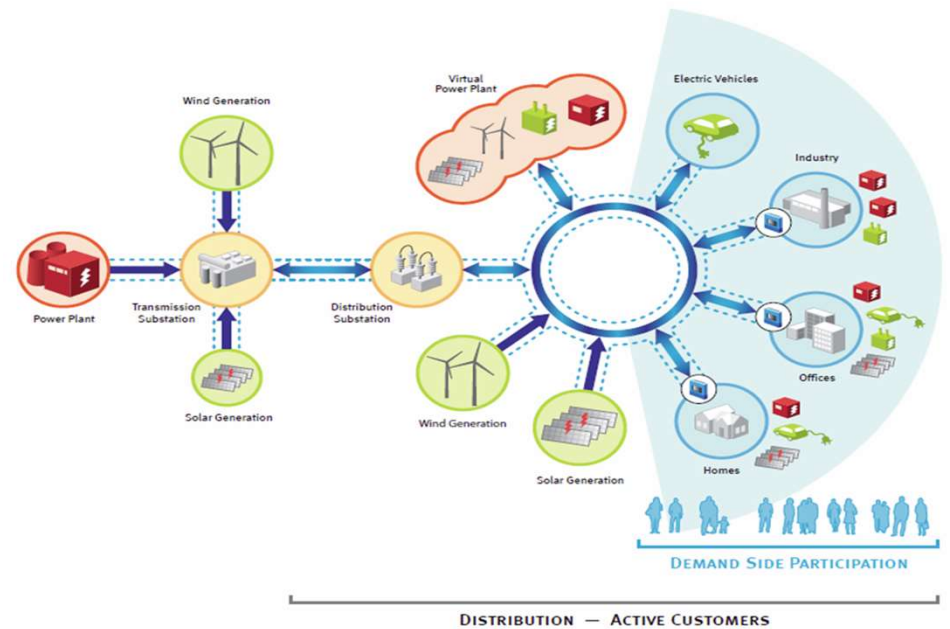 Virtual
Power Plant
Electric Vehicles
Wind Generation
Industry
Power Plant
Transmission
Substation
Distribution
Substation
Offices
Solar Generation
Wind Generation
Homes
Solar Generation
DEMAND SIDE PARTICIPATION
DISTRIBUTION — ACTIVE CUSTOMERS